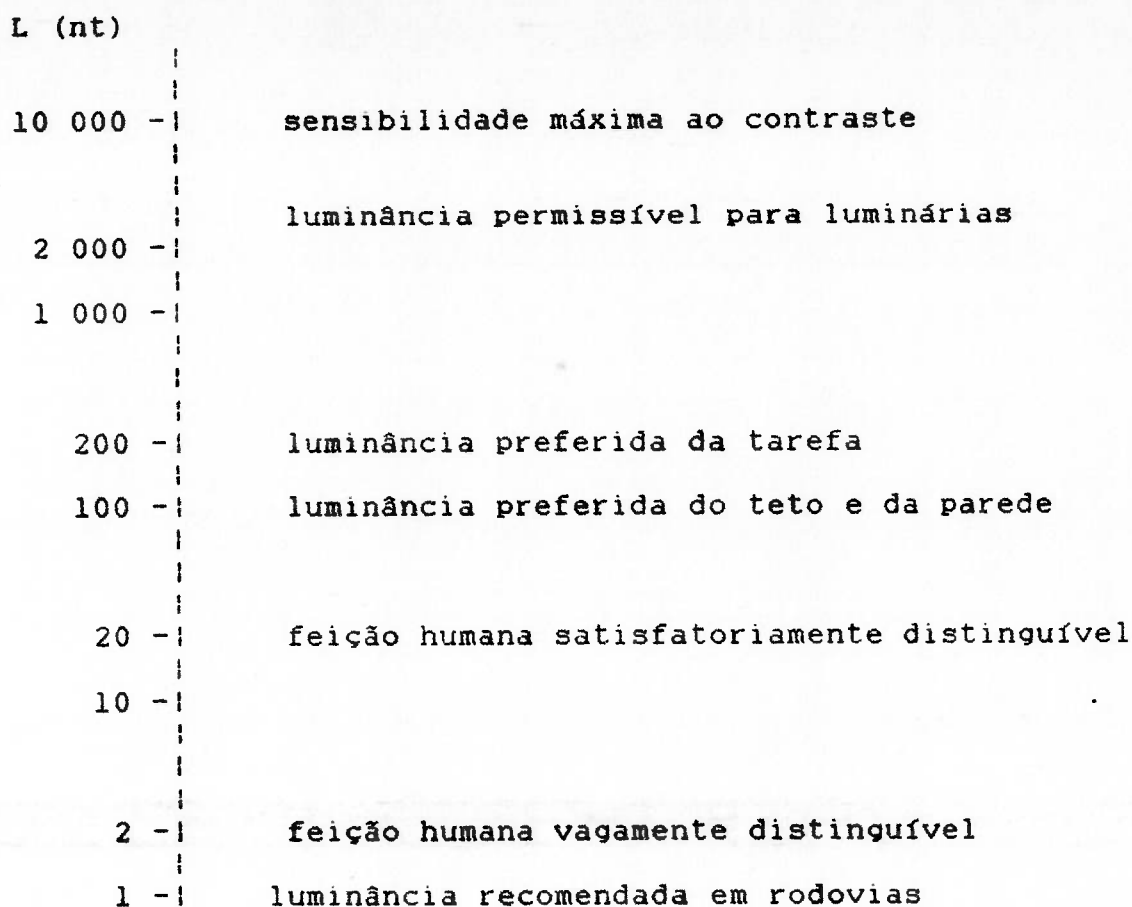 L (nt)
10 000 - sensibilidade máxima ao contraste
luminância permissível para luminárias
2 000 -
1 000 -
200 - luminância preferida da tarefa
100 - luminância preferida do teto e da parede
20 - feição humana satisfatoriamente distinguível
10 -
2 - feição humana vagamente distinguível
1 - luminância recomendada em rodovias